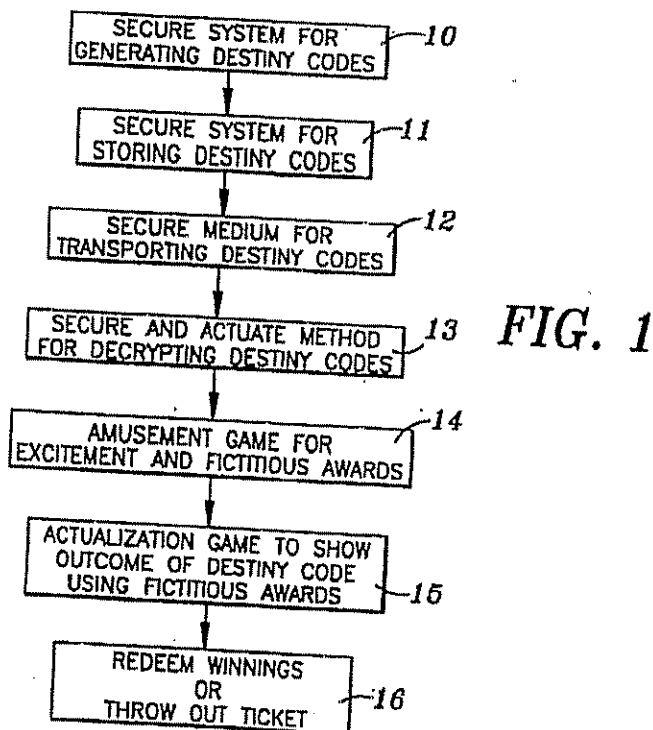 SECURE SYSTEM FOR
GENERATING DESTINY CODES
10
SECURE SYSTEM FOR
STORING DESTINY CODES
11
SECURE MEDIUM FOR
TRANSPORTING DESTINY CODES
12
SECURE AND ACTUATE METHOD
FOR DECRYPTING DESTINY CODES
13
FIG. 1
AMUSEMENT GAME FOR
EXCITEMENT AND FICTITIOUS AWARDS
14
ACTUALIZATION GAME TO SHOW
OUTCOME OF DESTINY CODE
USING FICTITIOUS AWARDS
15
REDEEM WINNINGS
OR
THROW OUT TICKET
16